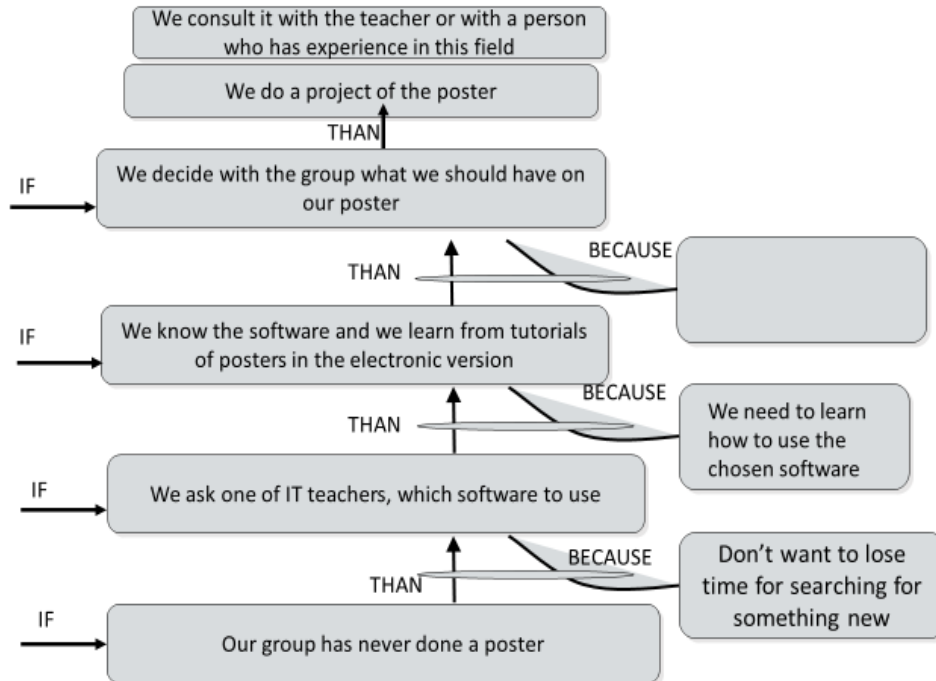 We consult it with the teacher or with a person
who has experience in this field
We do a project of the poster
THAN
IF
We decide with the group what we should have on
our poster
THAN
BECAUSE
IF
We know the software and we learn from tutorials
of posters in the electronic version
THAN
BECAUSE
We need to learn
how to use the
chosen software
IF
We ask one of IT teachers, which software to use
THAN
BECAUSE
Don't want to lose
time for searching for
something new
IF
Our group has never done a poster